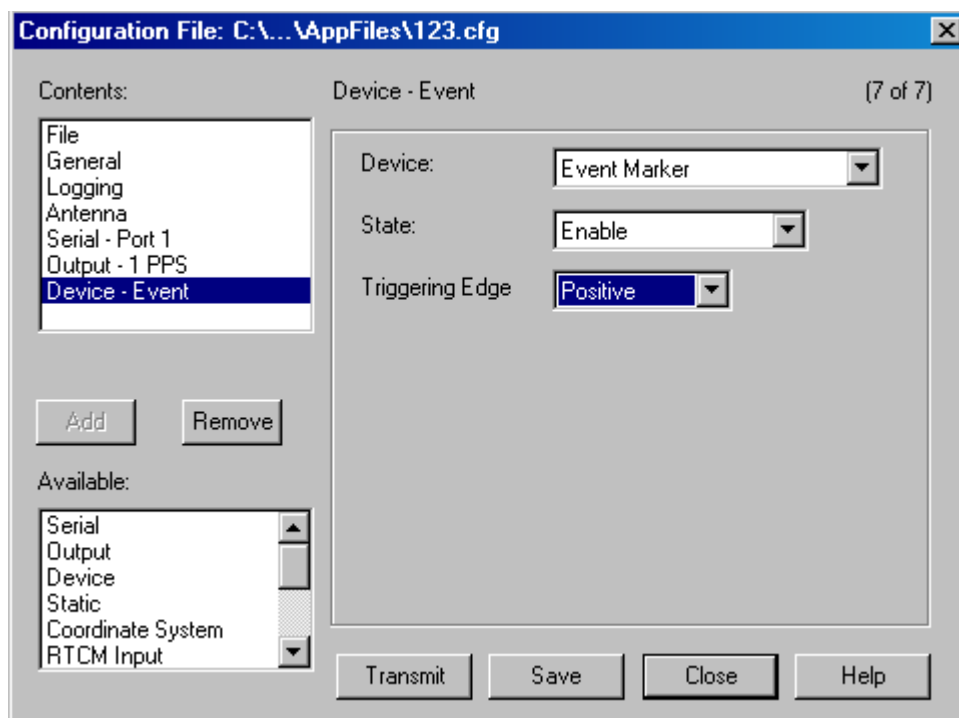 Configuration File: C:\...\AppFiles\123.cfg
Contents:
File
General
Logging
Antenna
Serial - Port 1
Output - 1 PPS
Device - Event
Add
Remove
Available:
Serial
Output
Device
Static
Coordinate System
RTCM Input
Device - Event
(7 of 7)
Device:
Event Marker
State:
Enable
Triggering Edge
Positive
Transmit
Save
Close
Help